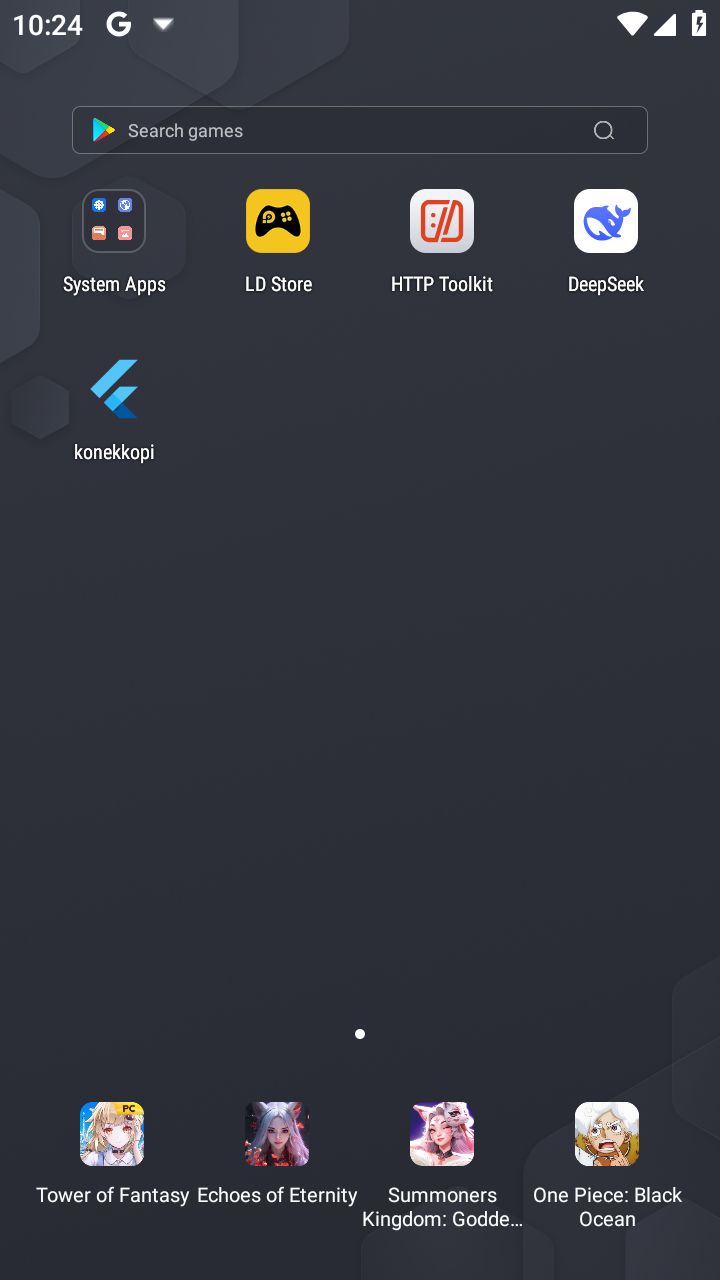 10:24
Search games
System Apps
LD Store
HTTP Toolkit
DeepSeek
konekkopi
PC
Tower of Fantasy
Echoes of Eternity
Summoners
Kingdom: Godde...
One Piece: Black
Ocean